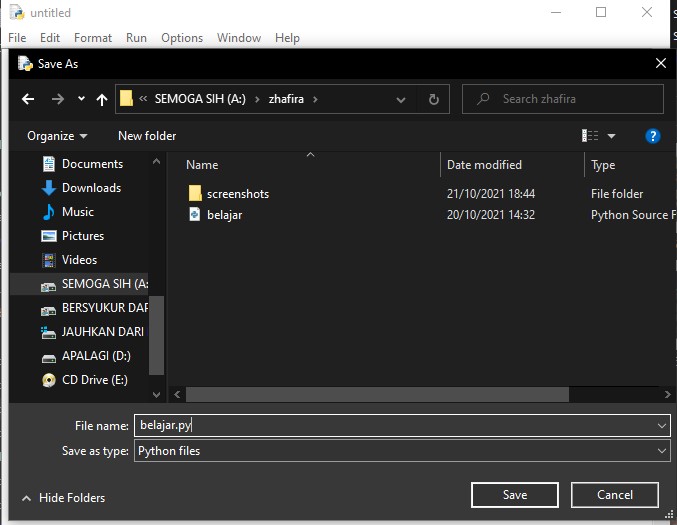 untitled
File Edit Format Run Options Window Help
Save As
« SEMOGA SIH (A:) › zhafira ›
Search zhafira
Organize New folder
Name Date modified Type
Documents
Downloads
Music
Pictures
Videos
SEMOGA SIH (A:
BERSYUKUR DAP
JAUHKAN DARI
APALAGI (D:)
CD Drive (E:)
screenshots 21/10/2021 18:44 File folder
belajar 20/10/2021 14:32 Python Source F
File name: belajar.py
Save as type: Python files
Hide Folders
Save Cancel